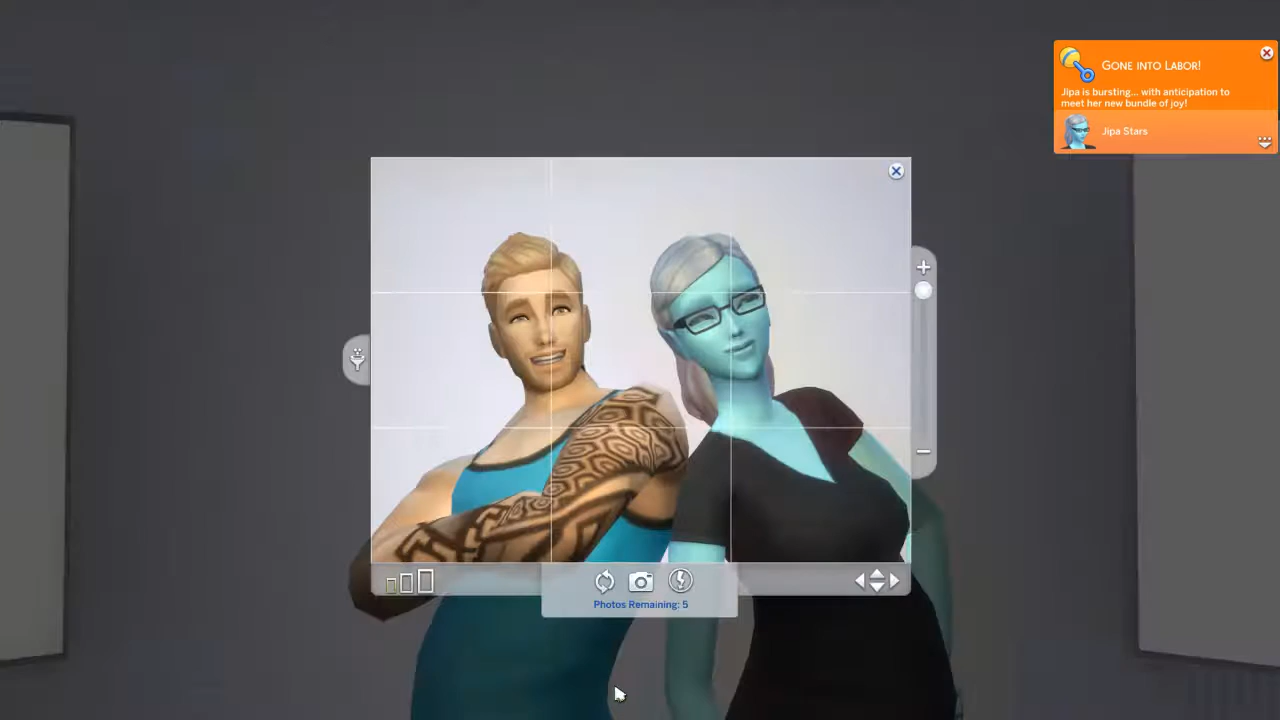 GONE INTO LABOR!
Jipa is bursting... with anticipation to
meet her new bundle of joy!
Jipa Stars
Photos Remaining: 5